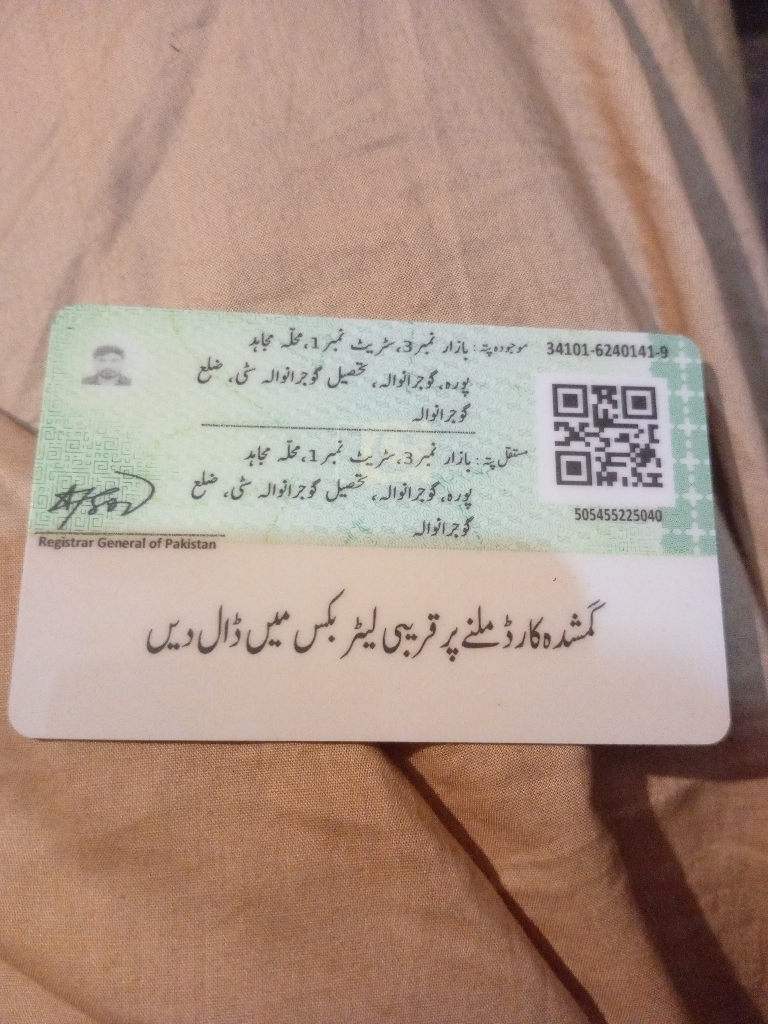 موجودہ پتہ: بازار نمبر 3، سٹریٹ نمبر 1، محلّہ مجاہد
پورہ، گوجرانوالہ، تحصیل گوجرانوالہ سٹی، ضلع
گوجرانوالہ
34101-6240141-9
مستقل پتہ: بازار نمبر 3، سٹریٹ نمبر 1، محلّہ مجاہد
پورہ، گوجرانوالہ، تحصیل گوجرانوالہ سٹی، ضلع
گوجرانوالہ
505455225040
Registrar General of Pakistan
گمشدہ کارڈ ملنے پر قریبی لیٹر بکس میں ڈال دیں